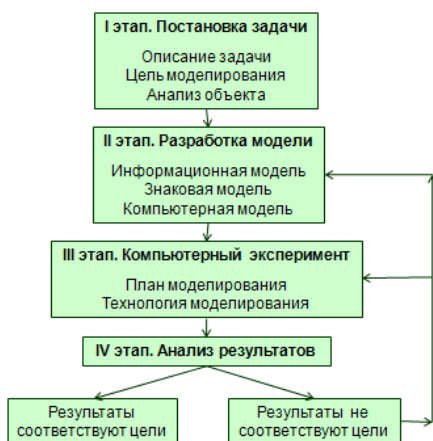 I этап. Постановка задачи
Описание задачи
Цель моделирования
Анализ объекта
II этап. Разработка модели
Информационная модель
Знаковая модель
Компьютерная модель
III этап. Компьютерный эксперимент
План моделирования
Технология моделирования
IV этап. Анализ результатов
Результаты
соответствуют цели
Результаты не
соответствуют цели